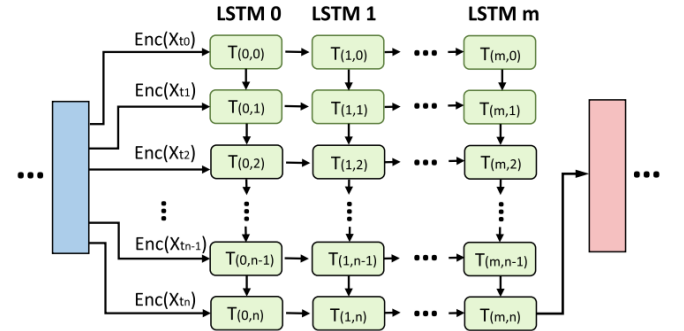 LSTM 0 LSTM 1 LSTM m
Enc(Xt0) T(0,0) T(1,0) ••• T(m,0)
Enc(Xt1) T(0,1) T(1,1) ••• T(m,1)
Enc(Xt2) T(0,2) T(1,2) ••• T(m,2)
Enc(Xtn-1) T(0,n-1) T(1,n-1) ••• T(m,n-1)
Enc(Xtn) T(0,n) T(1,n) ••• T(m,n)